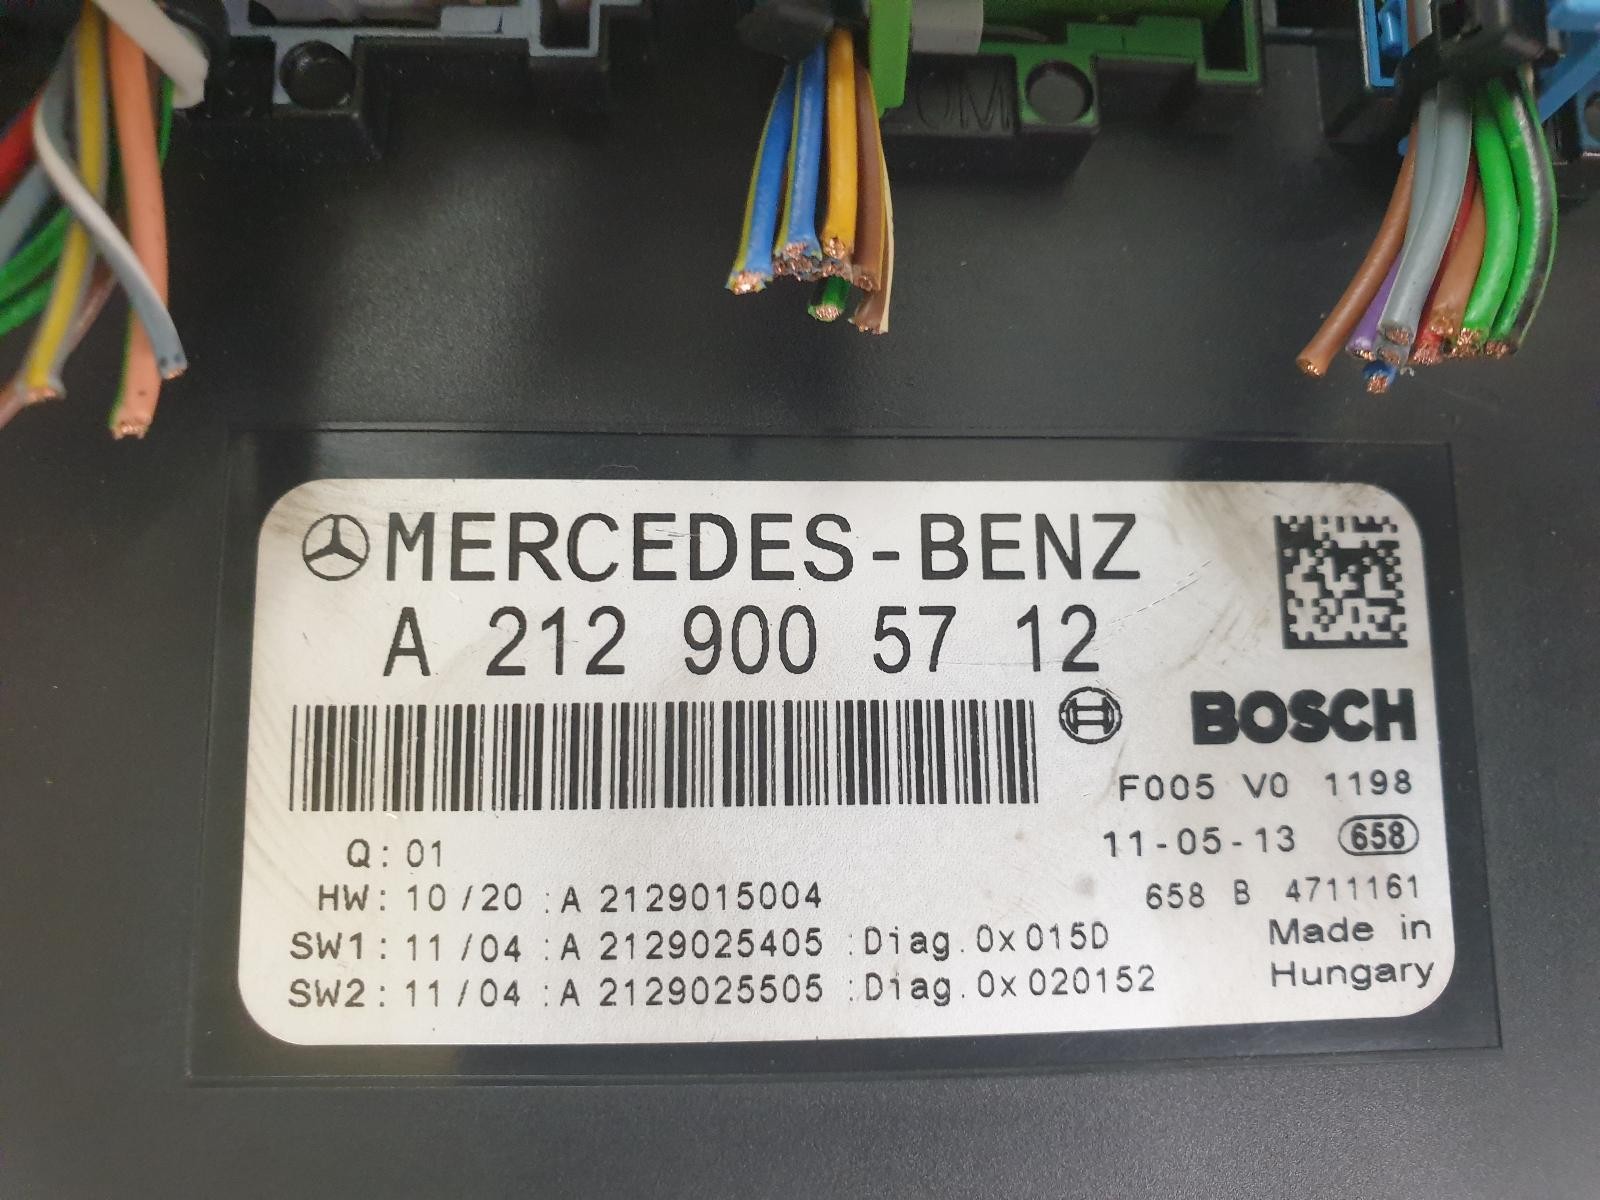 OM
MERCEDES-BENZ
A 212 900 57 12
BOSCH
F005 V0 1198
11-05-13 658
Q: 01
HW: 10/20 :A 2129015004
658 B 4711161
SW1: 11/04 :A 2129025405 :Diag.0x015D
Made in
SW2: 11/04 :A 2129025505 :Diag.0x020152
Hungary